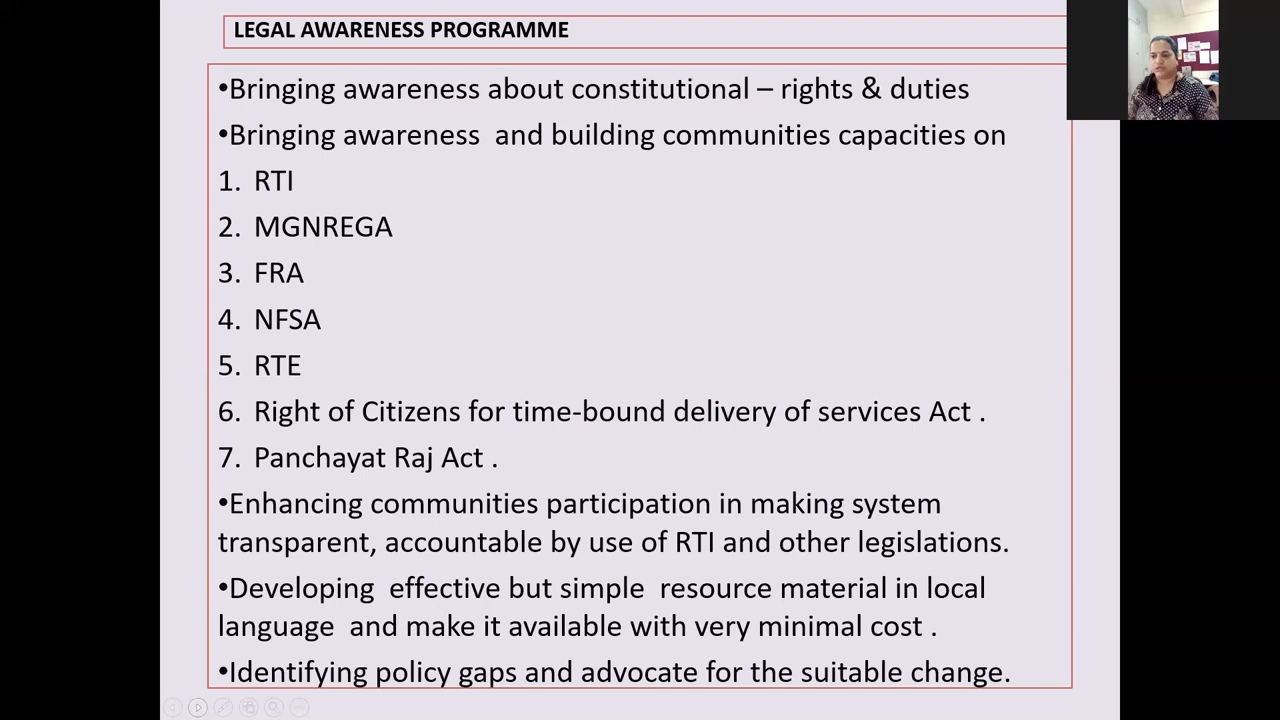 LEGAL AWARENESS PROGRAMME
•Bringing awareness about constitutional – rights & duties
•Bringing awareness  and building communities capacities on
1. RTI
2. MGNREGA
3. FRA
4. NFSA
5. RTE
6. Right of Citizens for time-bound delivery of services Act .
7. Panchayat Raj Act .
•Enhancing communities participation in making system
transparent, accountable by use of RTI and other legislations.
•Developing  effective but simple  resource material in local
language  and make it available with very minimal cost .
•Identifying policy gaps and advocate for the suitable change.